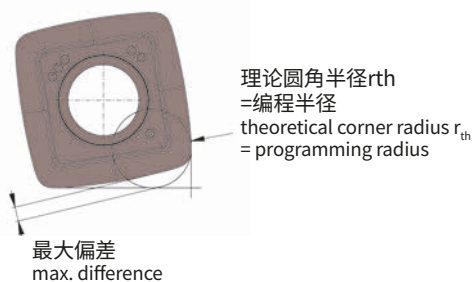 理论圆角半径rth
=编程半径
theoretical corner radius rth
= programming radius
最大偏差
max. difference